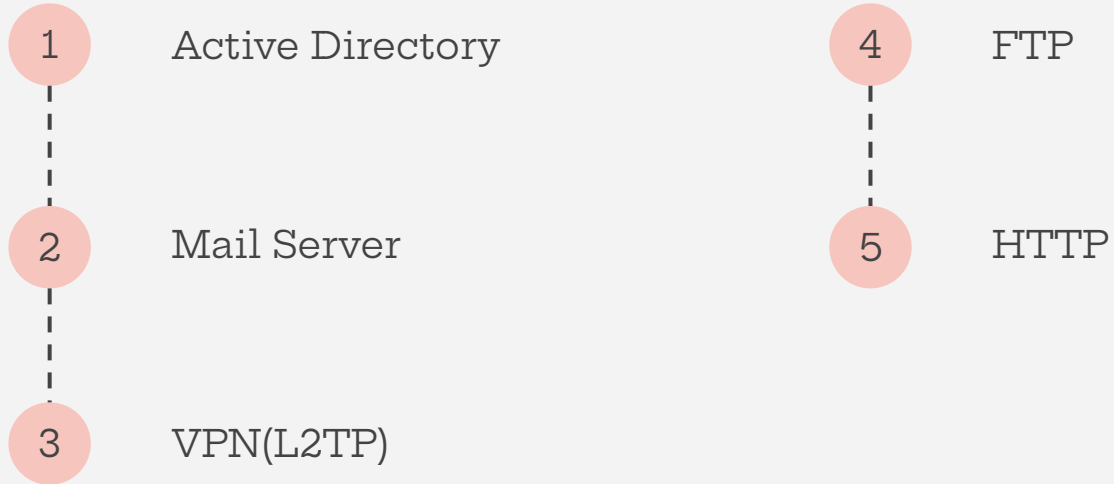 1 Active Directory
2 Mail Server
3 VPN(L2TP)
4 FTP
5 HTTP